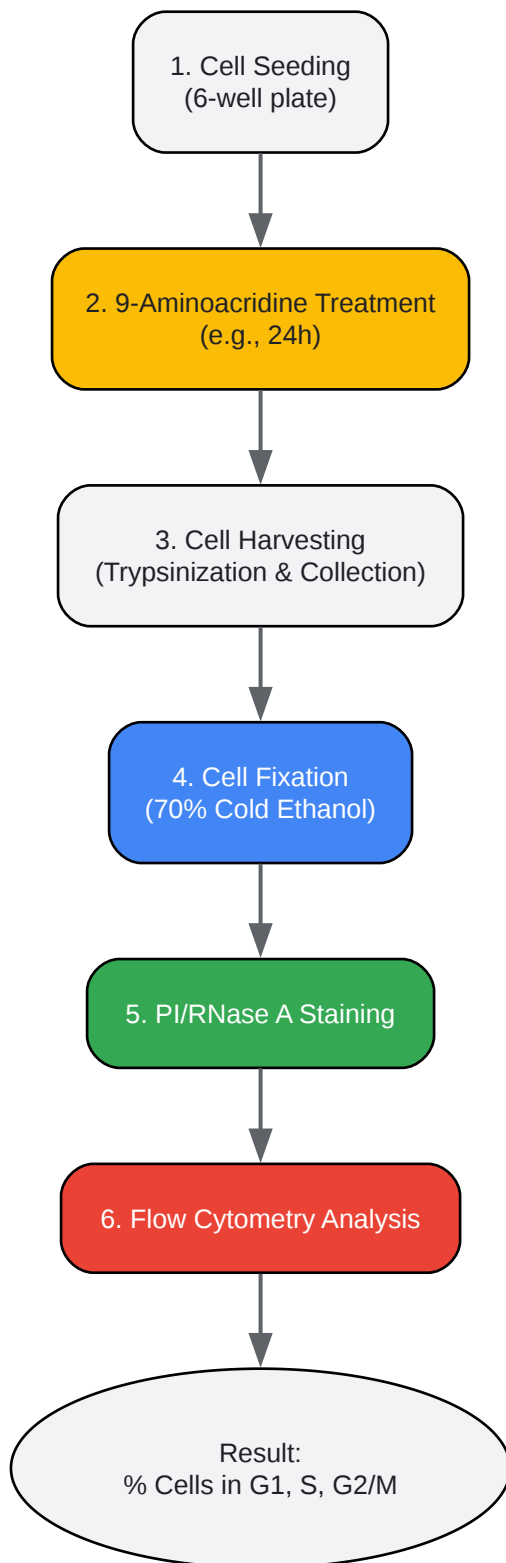 1. Cell Seeding
(6-well plate)
2. 9-Aminoacridine Treatment
(e.g., 24h)
3. Cell Harvesting
(Trypsinization & Collection)
4. Cell Fixation
(70% Cold Ethanol)
5. PI/RNase A Staining
6. Flow Cytometry Analysis
Result:
% Cells in G1, S, G2/M